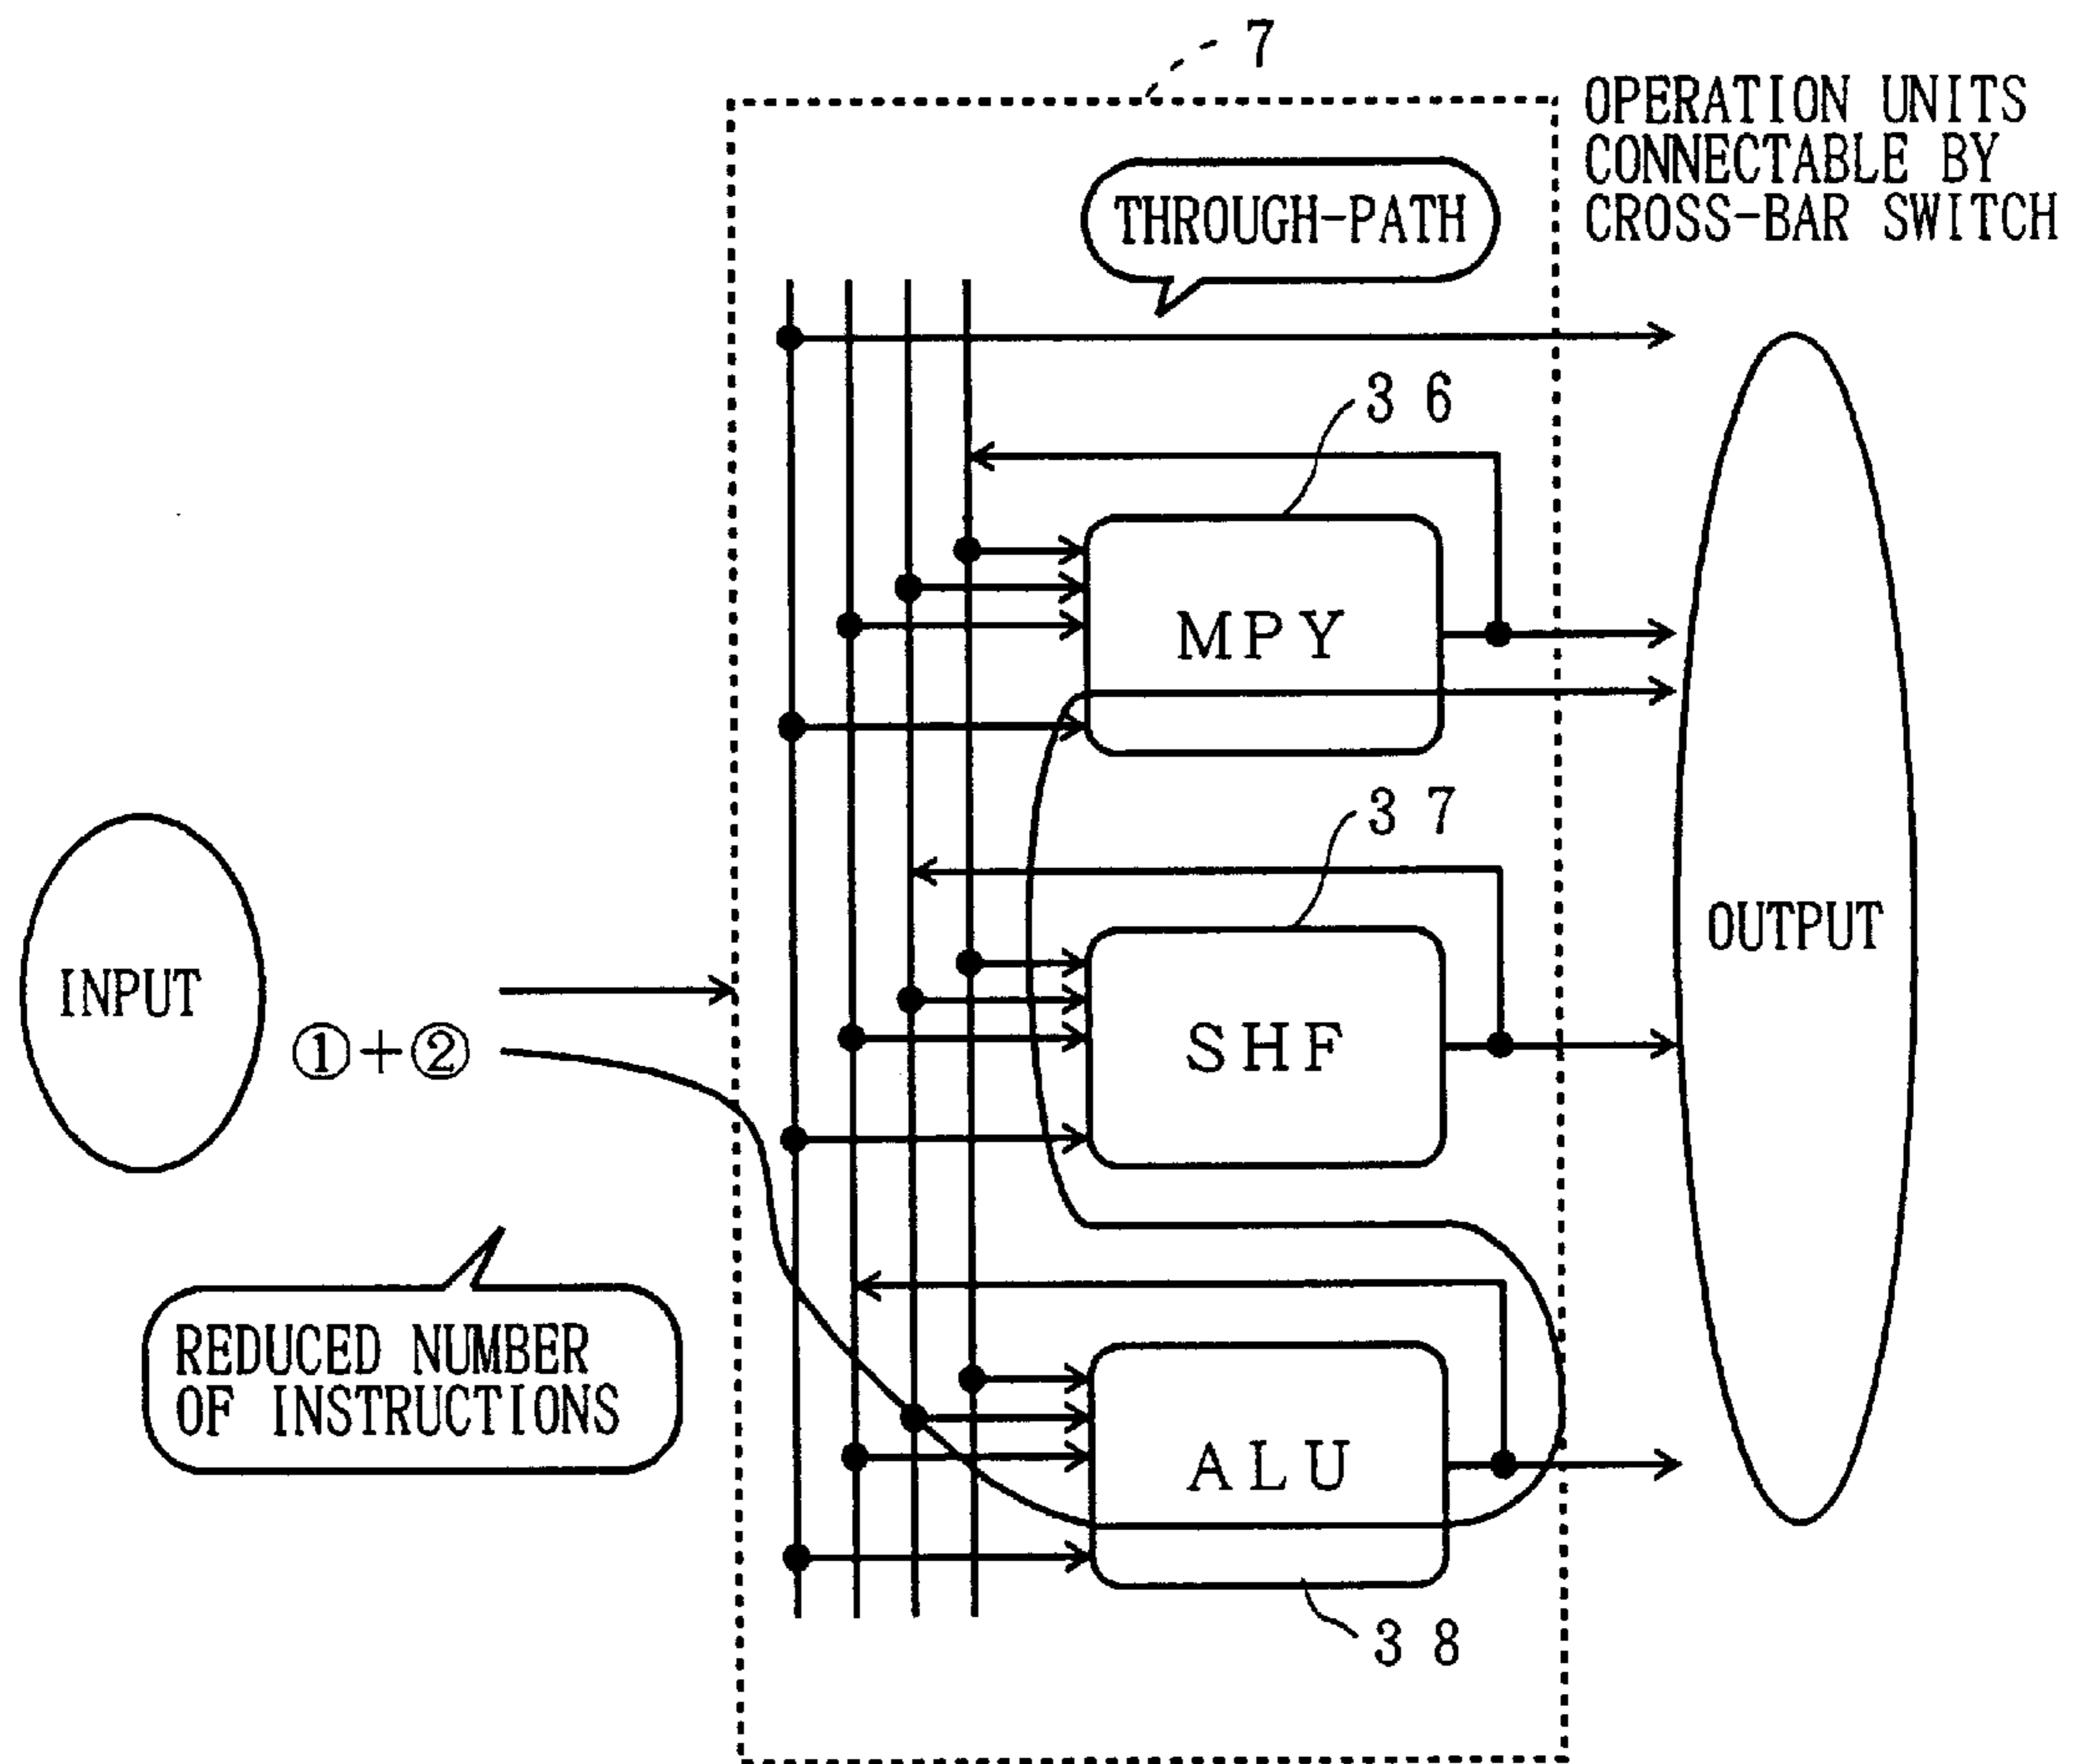 7
OPERATION UNITS
CONNECTABLE BY
CROSS-BAR SWITCH
THROUGH-PATH
36
MPY
37
SHF
INPUT
①+②
OUTPUT
REDUCED NUMBER
OF INSTRUCTIONS
ALU
38